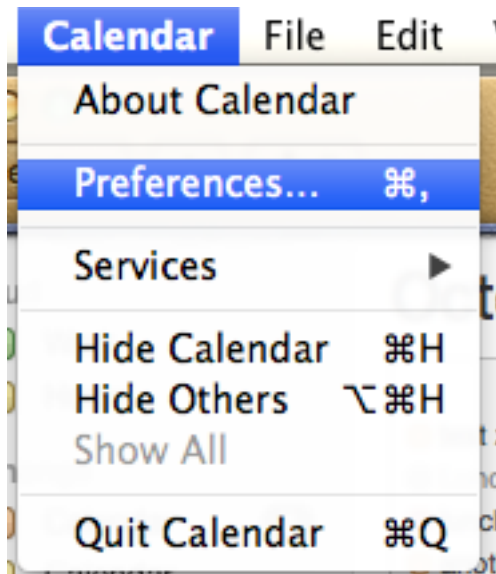 Calendar File Edit
About Calendar
Preferences... ⌘,
Services ▶
Hide Calendar ⌘H
Hide Others ⌥⌘H
Show All
Quit Calendar ⌘Q